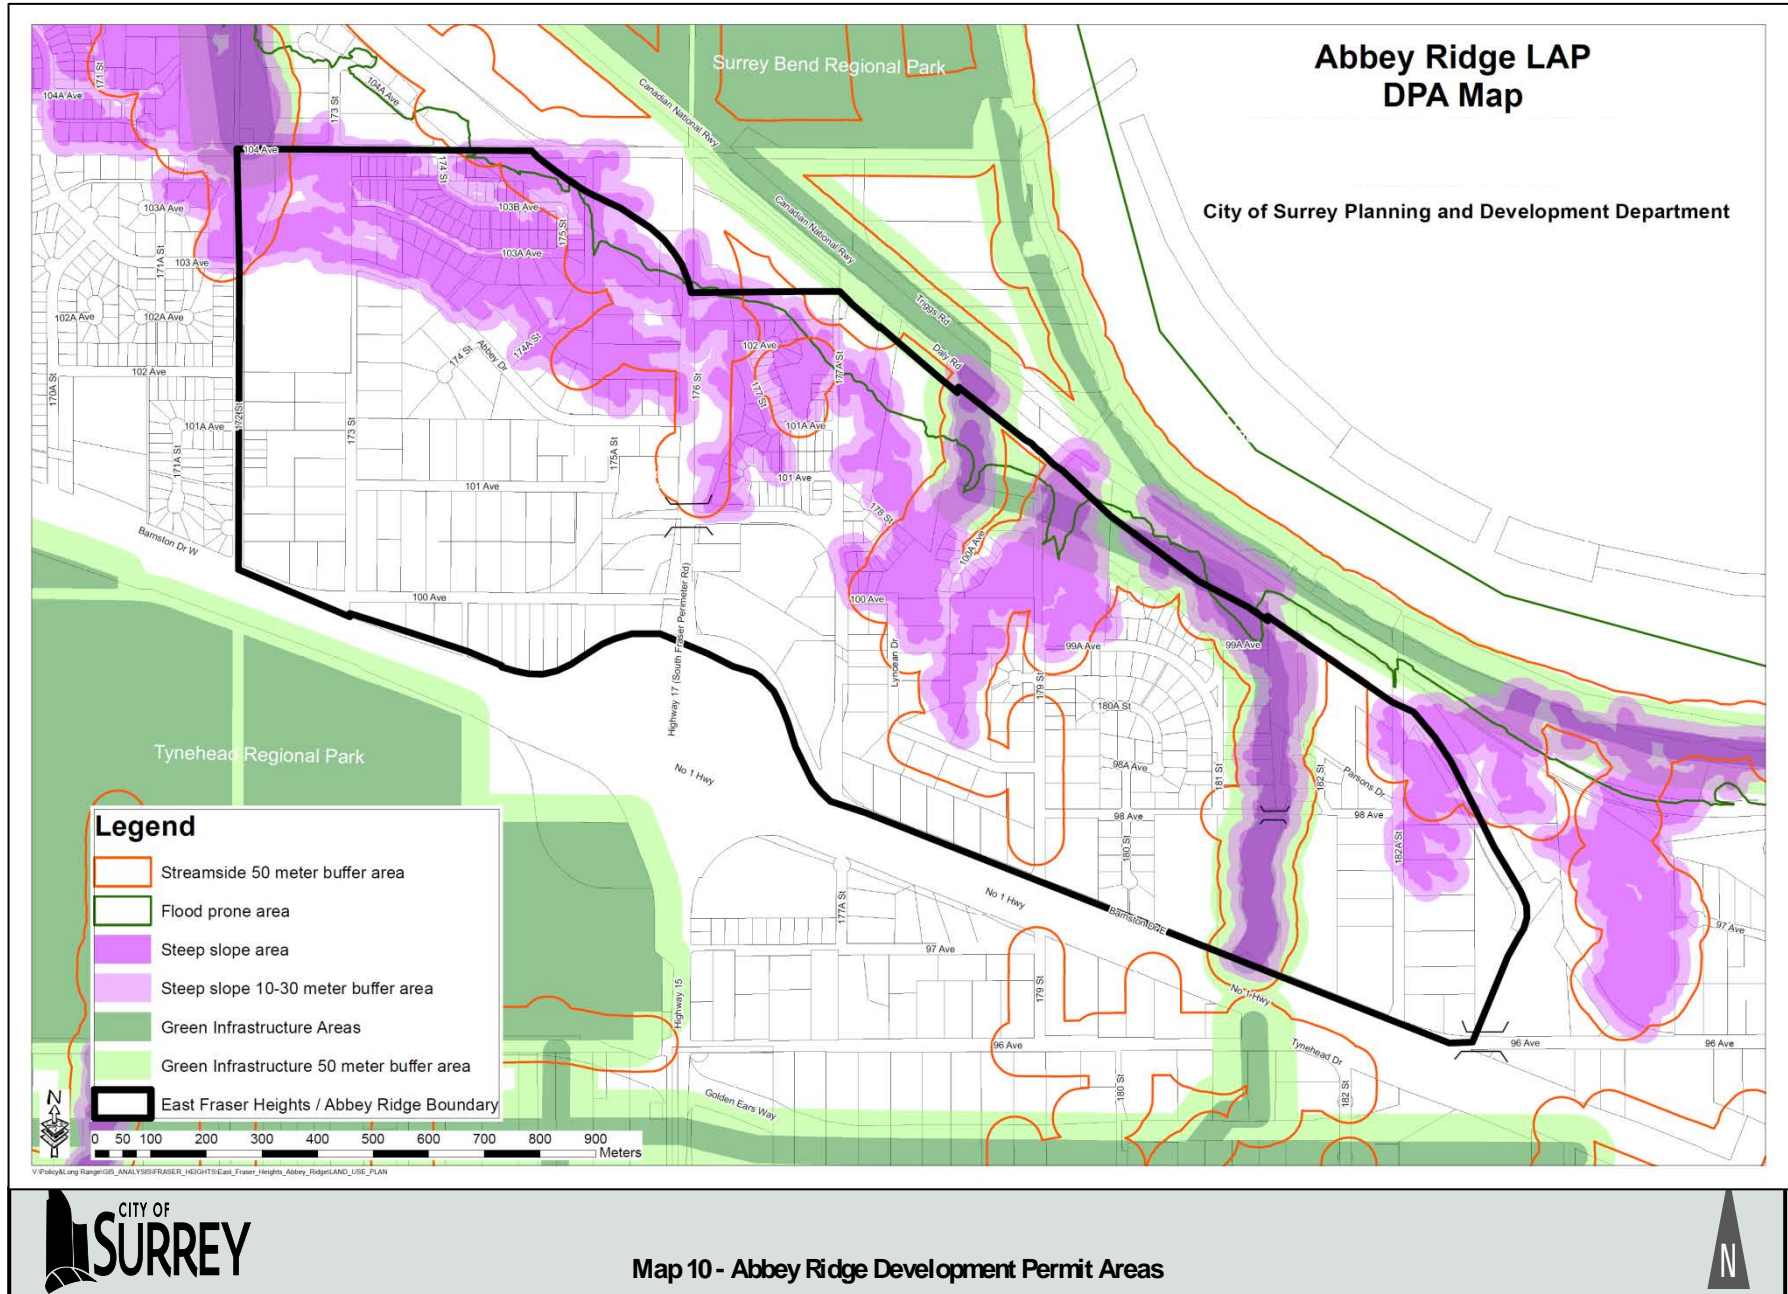 Abbey Ridge LAP
DPA Map
City of Surrey Planning and Development Department
Surrey Bend Regional Park
Canadian National Rwy
Canadian National Rwy
171 St
104A Ave
173 St
104A Ave
104 Ave
174 St
103A Ave
103B Ave
175 St
171A St
103 Ave
103A Ave
Triggs Rd
102A Ave
102A Ave
174A St
Abbey Dr
174 St
102 Ave
Daly Rd
177A St
102 Ave
170A St
176 St
177 St
172 St
101A Ave
173 St
101A Ave
171A St
175A St
101 Ave
101 Ave
178 St
Barnston Dr W
100A Ave
100 Ave
100 Ave
Highway 17 (South Fraser Perimeter Rd)
Lyncean Dr
99A Ave
99A Ave
179 St
180A St
Tynehead Regional Park
No 1 Hwy
98A Ave
181 St
182 St
Parsons Dr
98 Ave
98 Ave
180 St
182A St
No 1 Hwy
177A St
Barnston Dr E
97 Ave
97 Ave
Highway 15
179 St
No 1 Hwy
96 Ave
96 Ave
96 Ave
Tynehead Dr
180 St
182 St
Golden Ears Way
Legend
Streamside 50 meter buffer area
Flood prone area
Steep slope area
Steep slope 10-30 meter buffer area
Green Infrastructure Areas
Green Infrastructure 50 meter buffer area
East Fraser Heights / Abbey Ridge Boundary
N
0 50 100 200 300 400 500 600 700 800 900
Meters
V:\Policy&Long Range\GIS_ANALYSIS\FRASER_HEIGHTS\East_Fraser_Heights_Abbey_Ridge\LAND_USE_PLAN
CITY OF
SURREY
Map 10 - Abbey Ridge Development Permit Areas
N